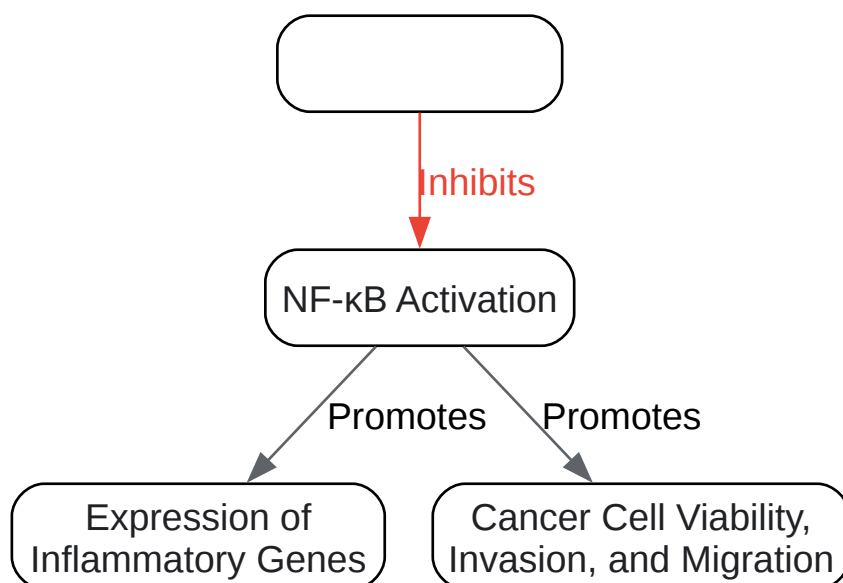 Inhibits
NF-κB Activation
Promotes
Promotes
Expression of
Inflammatory Genes
Cancer Cell Viability,
Invasion, and Migration